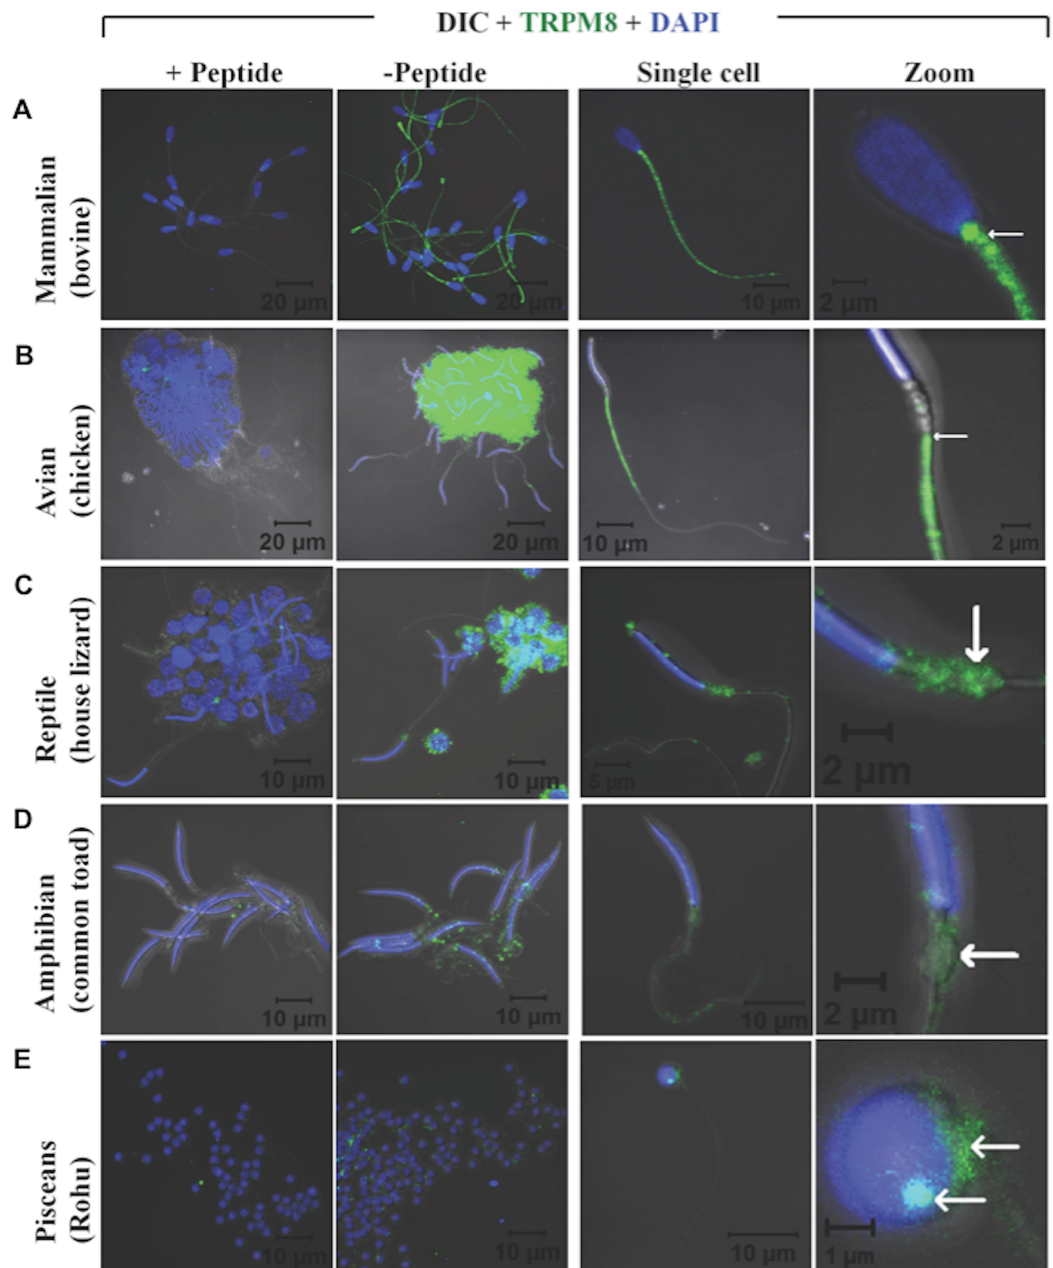 DIC + TRPM8 + DAPI
+ Peptide -Peptide Single cell Zoom
A
Mammalian
(bovine)
20 µm 20 µm 10 µm 2 µm
B
Avian
(chicken)
20 µm 20 µm 10 µm 2 µm
C
Reptile
(house lizard)
10 µm 10 µm 5 µm 2 µm
D
Amphibian
(common toad)
10 µm 10 µm 10 µm 2 µm
E
Pisceans
(Rohu)
10 µm 10 µm 10 µm 1 µm